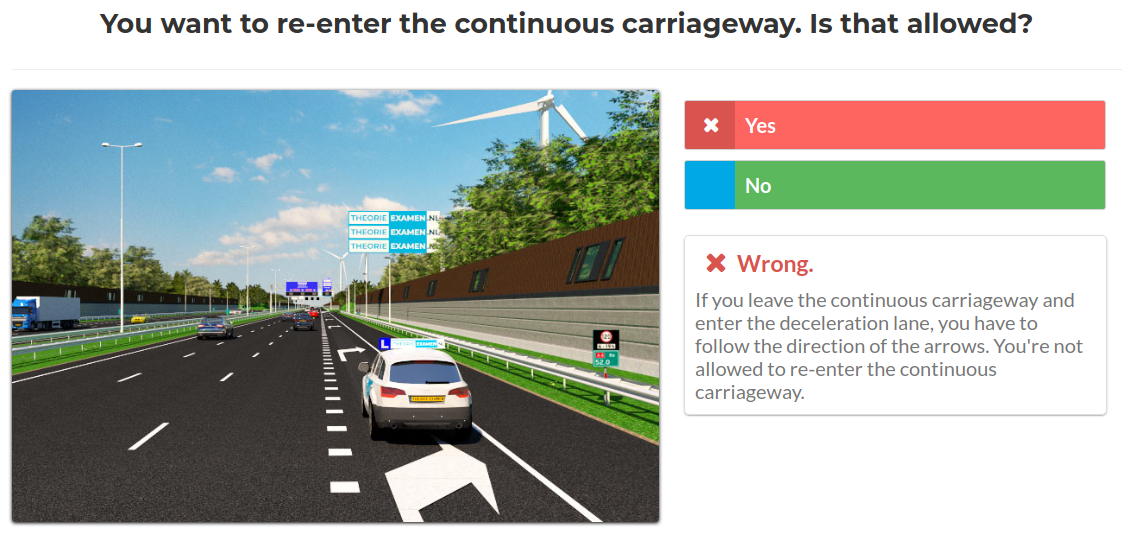 You want to re-enter the continuous carriageway. Is that allowed?
THEORIE EXAMEN.NL
THEORIE EXAMEN.NL
THEORIE EXAMEN.NL
L
52.0
Yes
No
Wrong.
If you leave the continuous carriageway and
enter the deceleration lane, you have to
follow the direction of the arrows. You're not
allowed to re-enter the continuous
carriageway.